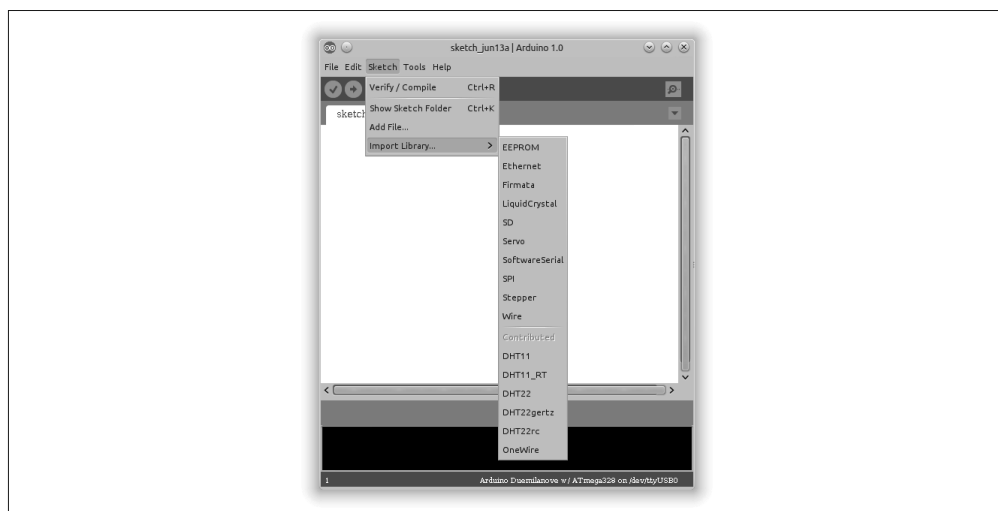 sketch_jun13a | Arduino 1.0
File Edit Sketch Tools Help
Verify / Compile Ctrl+R
Show Sketch Folder Ctrl+K
sketch
Add File...
Import Library... >
EEPROM
Ethernet
Firmata
LiquidCrystal
SD
Servo
SoftwareSerial
SPI
Stepper
Wire
Contributed
DHT11
DHT11_RT
DHT22
DHT22gertz
DHT22rc
OneWire
1 Arduino Duemilanove w/ ATmega328 on /dev/ttyUSB0